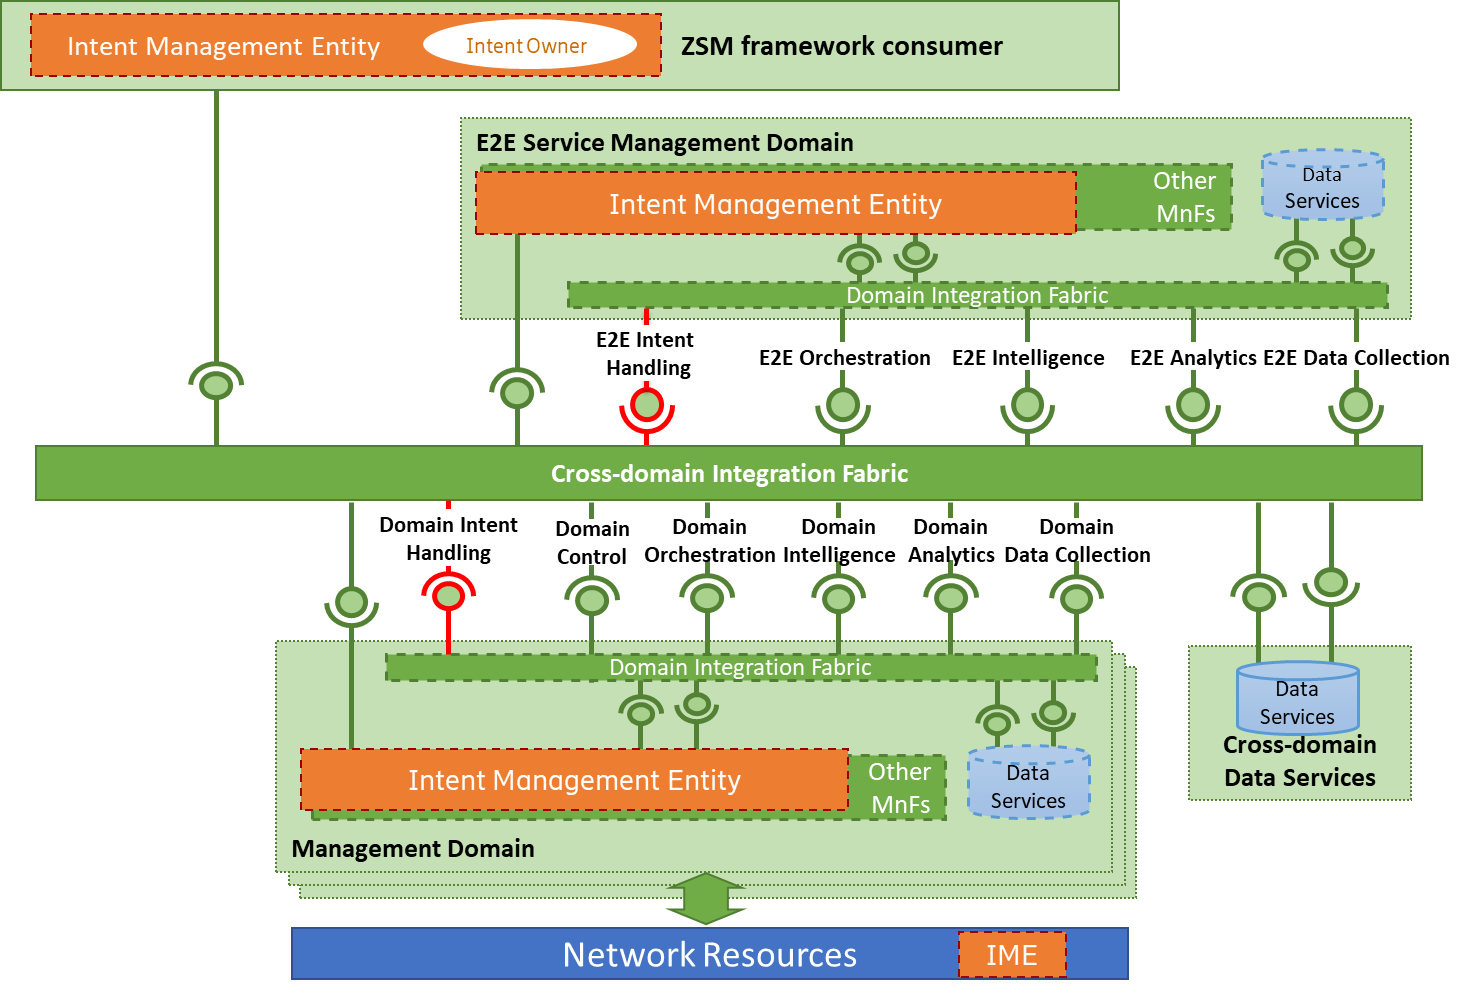 Intent Management Entity
Intent Owner
ZSM framework consumer
E2E Service Management Domain
Intent Management Entity
Other
MnFs
Data
Services
Domain Integration Fabric
E2E Intent
Handling
E2E Orchestration
E2E Intelligence
E2E Analytics
E2E Data Collection
Cross-domain Integration Fabric
Domain Intent
Handling
Domain
Control
Domain
Orchestration
Domain
Intelligence
Domain
Analytics
Domain
Data Collection
Domain Integration Fabric
Intent Management Entity
Other
MnFs
Data
Services
Management Domain
Data
Services
Cross-domain
Data Services
Network Resources
IME